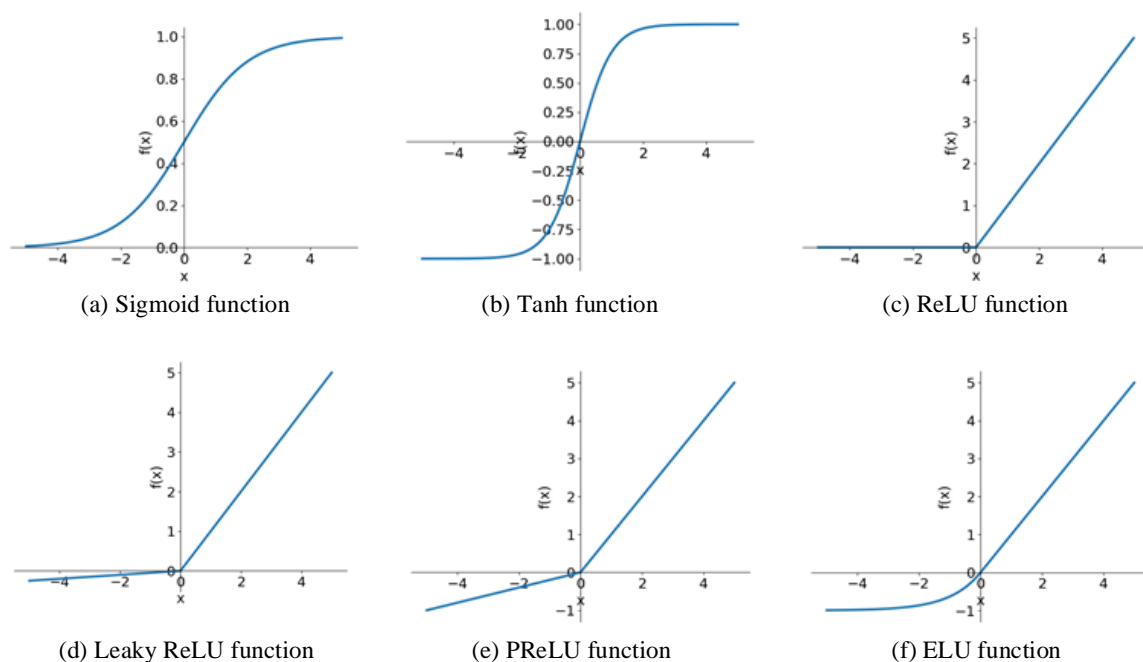 1.0
0.8
0.6
f(x)
0.4
0.2
0.0
−4 −2 0 2 4
x
(a) Sigmoid function
1.00
0.75
0.50
0.25
0.00
f(x)
−4 −2 0 2 4
x
−0.25
−0.50
−0.75
−1.00
(b) Tanh function
5
4
3
f(x)
2
1
0
−4 −2 0 2 4
x
(c) ReLU function
5
4
3
f(x)
2
1
0
−4 −2 0 2 4
x
(d) Leaky ReLU function
5
4
3
f(x)
2
1
0
−4 −2 0 2 4
x
−1
(e) PReLU function
5
4
3
f(x)
2
1
0
−4 −2 0 2 4
x
−1
(f) ELU function